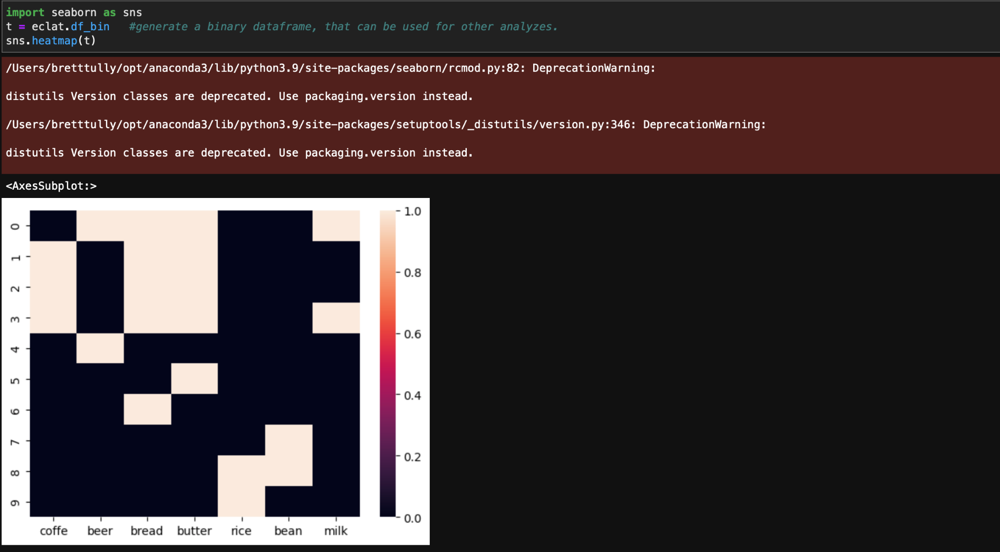 import seaborn as sns
t = eclat.df_bin   #generate a binary dataframe, that can be used for other analyzes.
sns.heatmap(t)
/Users/bretttully/opt/anaconda3/lib/python3.9/site-packages/seaborn/rcmod.py:82: DeprecationWarning:
distutils Version classes are deprecated. Use packaging.version instead.
/Users/bretttully/opt/anaconda3/lib/python3.9/site-packages/setuptools/_distutils/version.py:346: DeprecationWarning:
distutils Version classes are deprecated. Use packaging.version instead.
<AxesSubplot:>
0
1
2
3
4
5
6
7
8
9
coffe beer bread butter rice bean milk
1.0
0.8
0.6
0.4
0.2
0.0